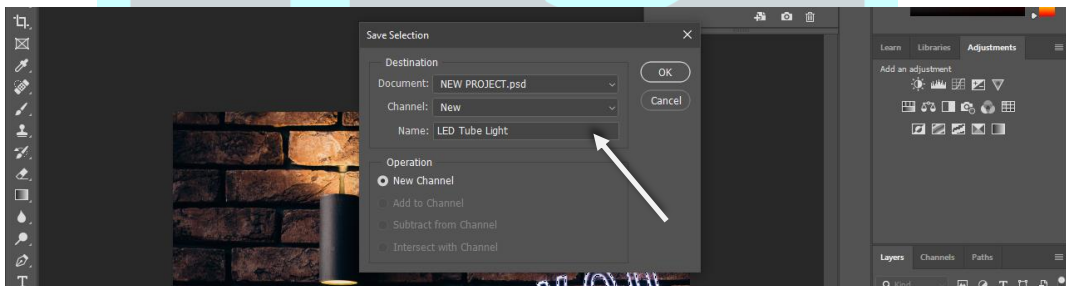 Save Selection
Destination
Document: NEW PROJECT.psd
Channel: New
Name: LED Tube Light
Operation
New Channel
Add to Channel
Subtract from Channel
Intersect with Channel
OK
Cancel
Learn Libraries Adjustments
Add an adjustment
Layers Channels Paths
Kind